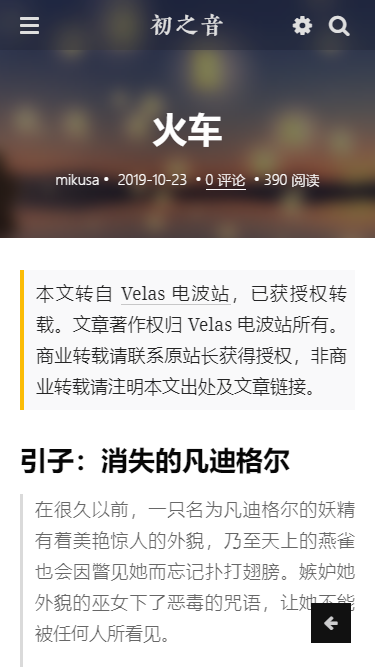 初之音
火车
mikusa • 2019-10-23 • 0 评论 • 390 阅读
本文转自 Velas 电波站，已获授权转
载。文章著作权归 Velas 电波站所有。
商业转载请联系原站长获得授权，非商
业转载请注明本文出处及文章链接。
引子：消失的凡迪格尔
在很久以前，一只名为凡迪格尔的妖精
有着美艳惊人的外貌，乃至天上的燕雀
也会因瞥见她而忘记扑打翅膀。嫉妒她
外貌的巫女下了恶毒的咒语，让她不能
被任何人所看见。